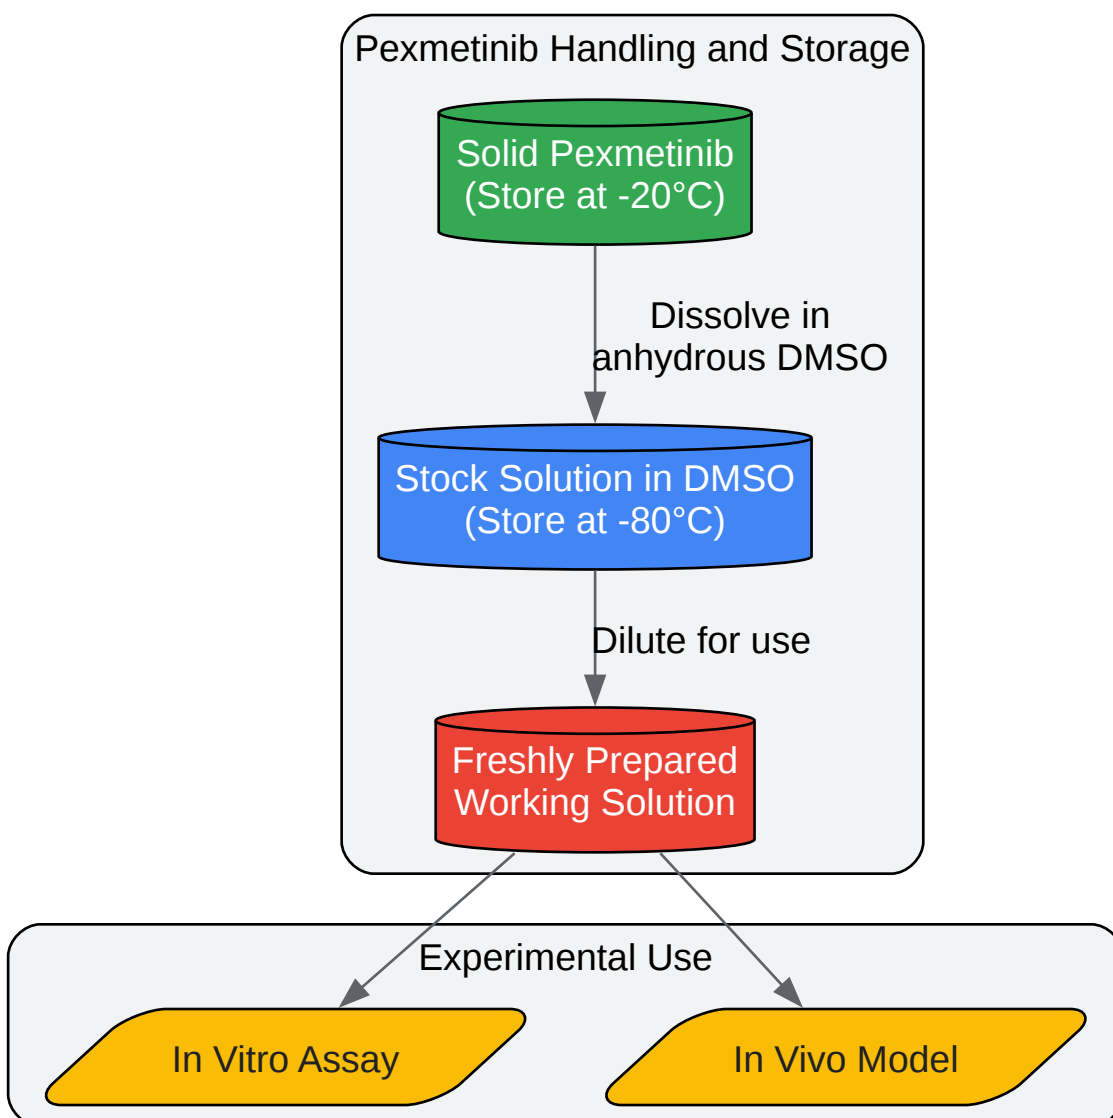 Pexmetinib Handling and Storage
Solid Pexmetinib
(Store at -20°C)
Dissolve in
anhydrous DMSO
Stock Solution in DMSO
(Store at -80°C)
Dilute for use
Freshly Prepared
Working Solution
Experimental Use
In Vitro Assay
In Vivo Model